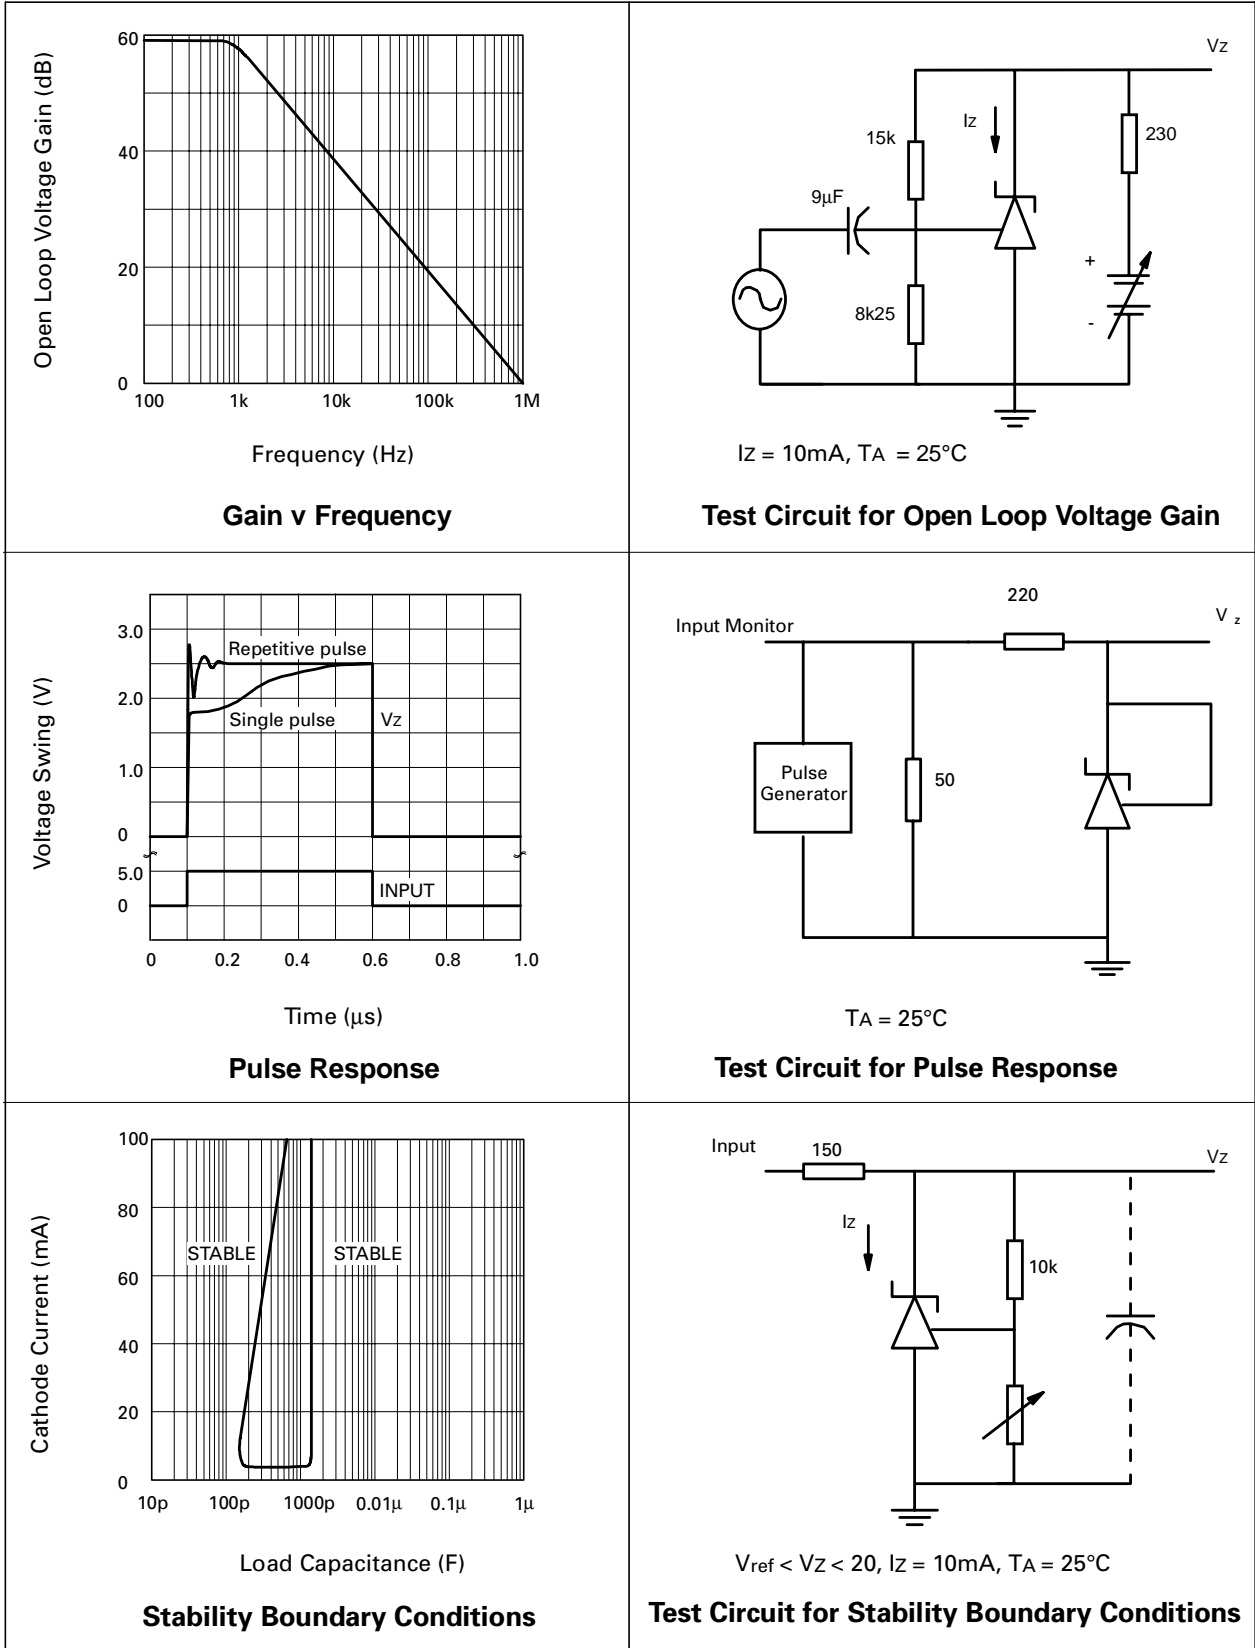 Open Loop Voltage Gain (dB)
60
40
20
0
100 1k 10k 100k 1M
Frequency (Hz)
Gain v Frequency
Vz
Iz
15k
230
9µF
+
8k25
-
Iz = 10mA, TA = 25°C
Test Circuit for Open Loop Voltage Gain
Voltage Swing (V)
3.0
Repetitive pulse
2.0
Single pulse
Vz
1.0
0
5.0
INPUT
0
0 0.2 0.4 0.6 0.8 1.0
Time (µs)
Pulse Response
220
Input Monitor
V z
Pulse
Generator
50
TA = 25°C
Test Circuit for Pulse Response
Cathode Current (mA)
100
80
STABLE STABLE
60
40
20
0
10p 100p 1000p 0.01µ 0.1µ 1µ
Load Capacitance (F)
Stability Boundary Conditions
Input
150
Vz
Iz
10k
Vref < Vz < 20, Iz = 10mA, TA = 25°C
Test Circuit for Stability Boundary Conditions